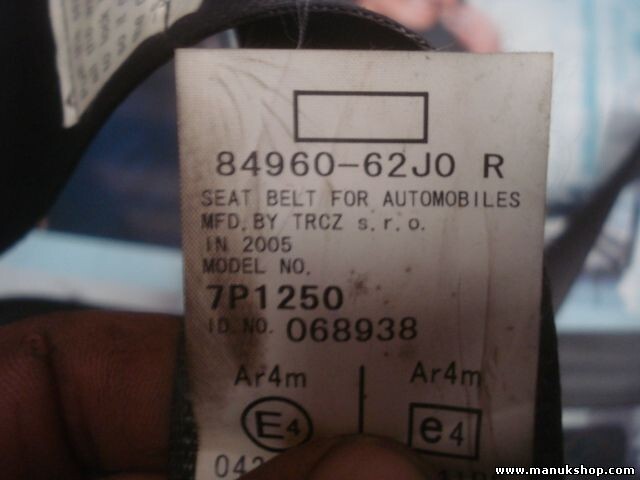 84960-62J0 R
SEAT BELT FOR AUTOMOBILES
MFD. BY TRCZ s.r.o.
IN 2005
MODEL NO.
7P1250
ID. NO. 068938
Ar4m Ar4m
E4 e4
www.manukshop.com